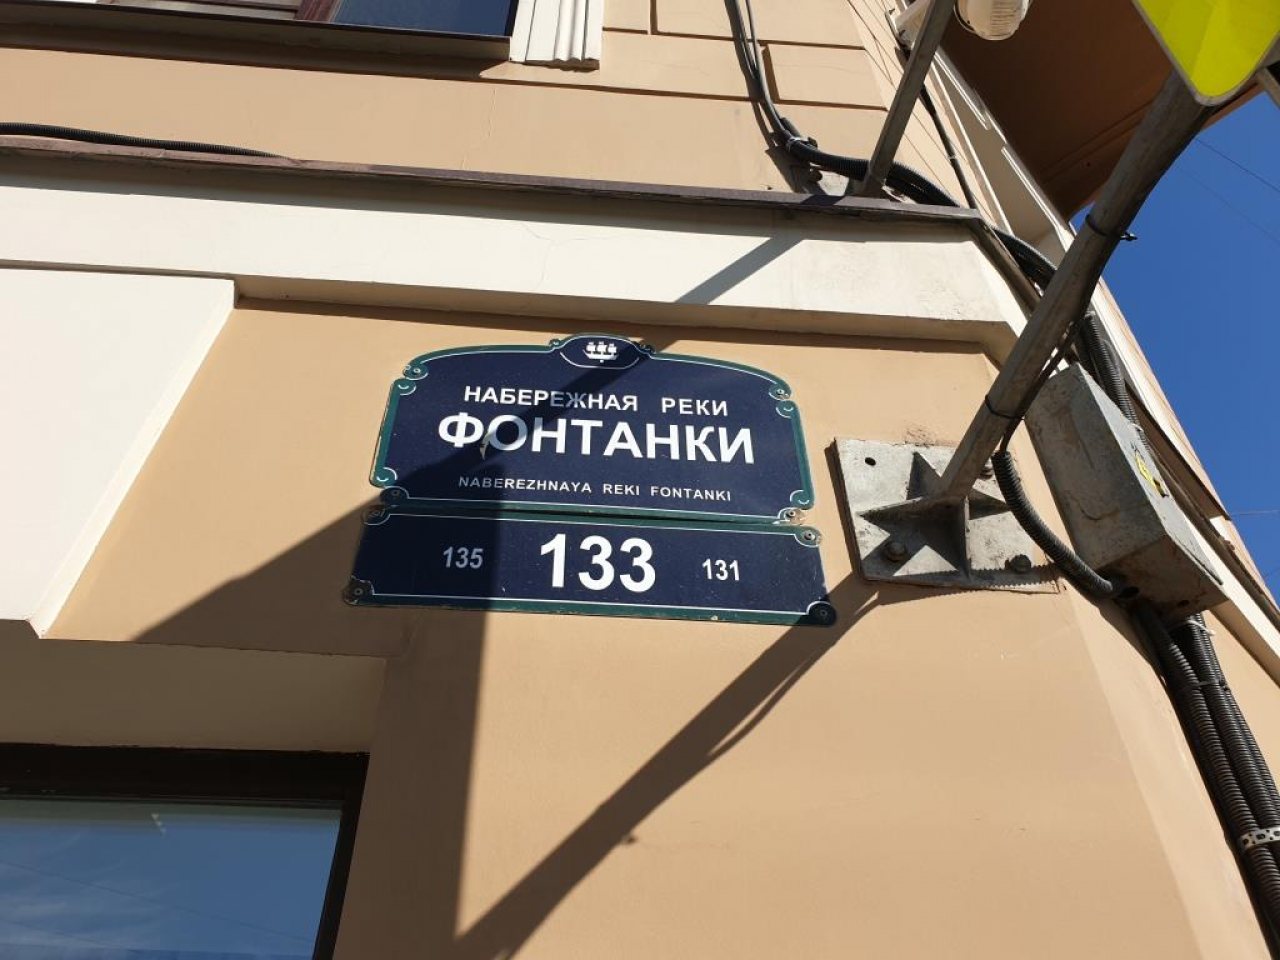 НАБЕРЕЖНАЯ РЕКИ
ФОНТАНКИ
NABEREZHNAYA REKI FONTANKI
135 133 131